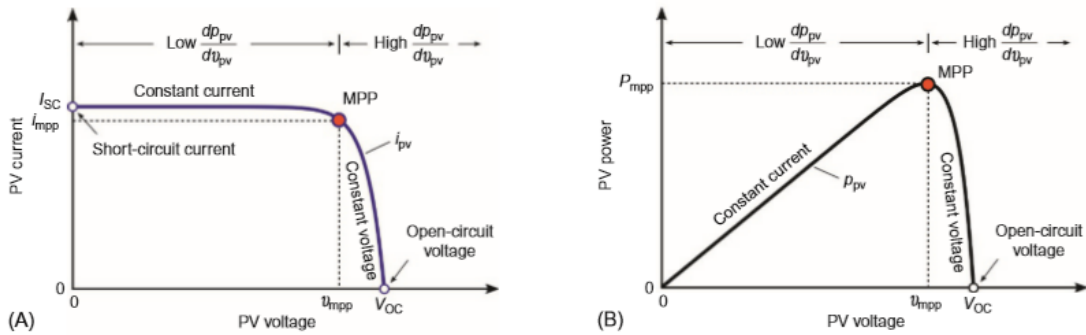 Low dp_pv/dv_pv
High dp_pv/dv_pv
Constant current
MPP
I_SC
i_mpp
Short-circuit current
i_pv
Constant voltage
Open-circuit
voltage
PV current
0
0
v_mpp
V_OC
PV voltage
(A)
Low dp_pv/dv_pv
High dp_pv/dv_pv
MPP
P_mpp
Constant current
p_pv
Constant voltage
Open-circuit
voltage
PV power
0
0
v_mpp
V_OC
PV voltage
(B)